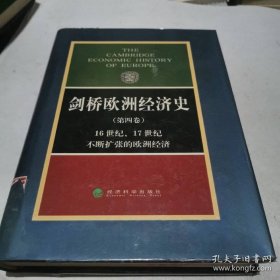 THE
CAMBRIDGE
ECONOMIC HISTORY
OF EUROPE
剑桥欧洲经济史
(第四卷)
16世纪、17世纪
不断扩张的欧洲经济
经济科学出版社
孔夫子旧书网